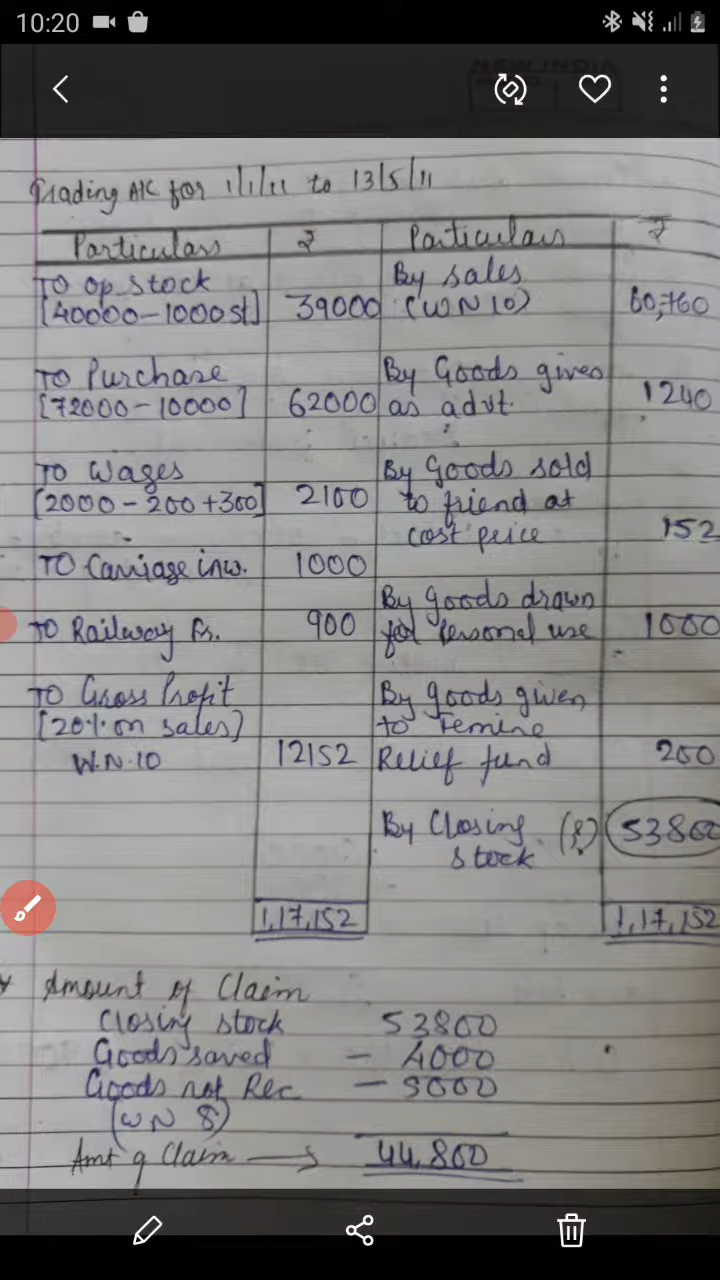 10:20
Trading A/C for 1/1/11 to 13/5/11
Particulars ₹ Particulars ₹
TO Op. stock By sales
[40000-1000 st] 39000 (WN 10) 60,760
TO Purchase By Goods given
[72000-10000] 62000 as advt. 1240
TO Wages By Goods sold
[2000-200+300] 2100 to friend at
cost price 152
TO Carriage inw. 1000
By goods drawn
TO Railway Fr. 900 for Personal use 1000
TO Gross Profit By goods given
[20% on sales] to Femine
W.N.10 12152 Relief fund 200
By Closing 53800
stock
1,17,152 1,17,152
* Amount of Claim
Closing stock 53800
Goods saved - 4000
Goods not Rec - 5000
(WN 8)
Amt of Claim → 44,800